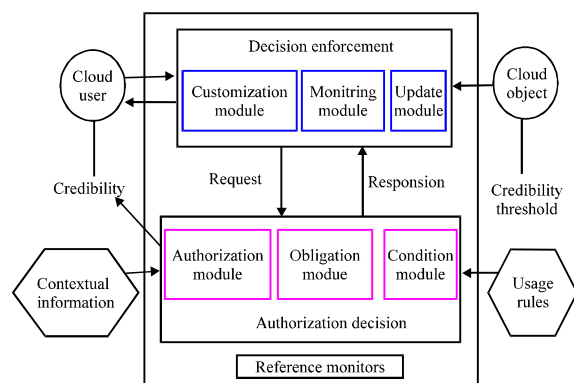 Decision enforcement
Cloud
user
Customization
module
Monitring
module
Update
module
Cloud
object
Request
Responsion
Credibility
Credibility
threshold
Authorization
module
Obligation
modue
Condition
module
Contextual
information
Usage
rules
Authorization decision
Reference monitors